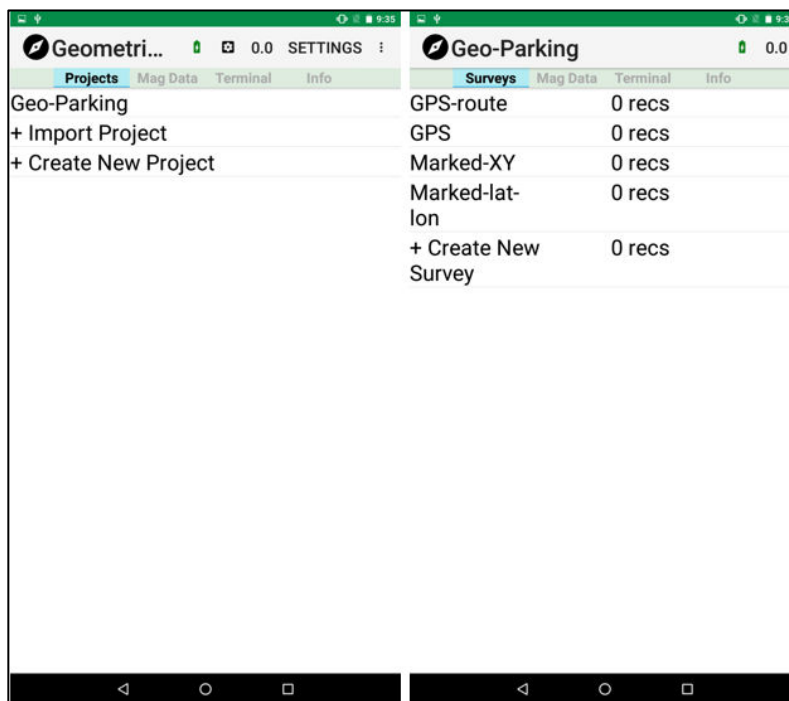 9:35
Geometri... 0.0 SETTINGS
Projects Mag Data Terminal Info
Geo-Parking
+ Import Project
+ Create New Project
Geo-Parking 0.0
Surveys Mag Data Terminal Info
GPS-route 0 recs
GPS 0 recs
Marked-XY 0 recs
Marked-lat-
lon 0 recs
+ Create New 0 recs
Survey